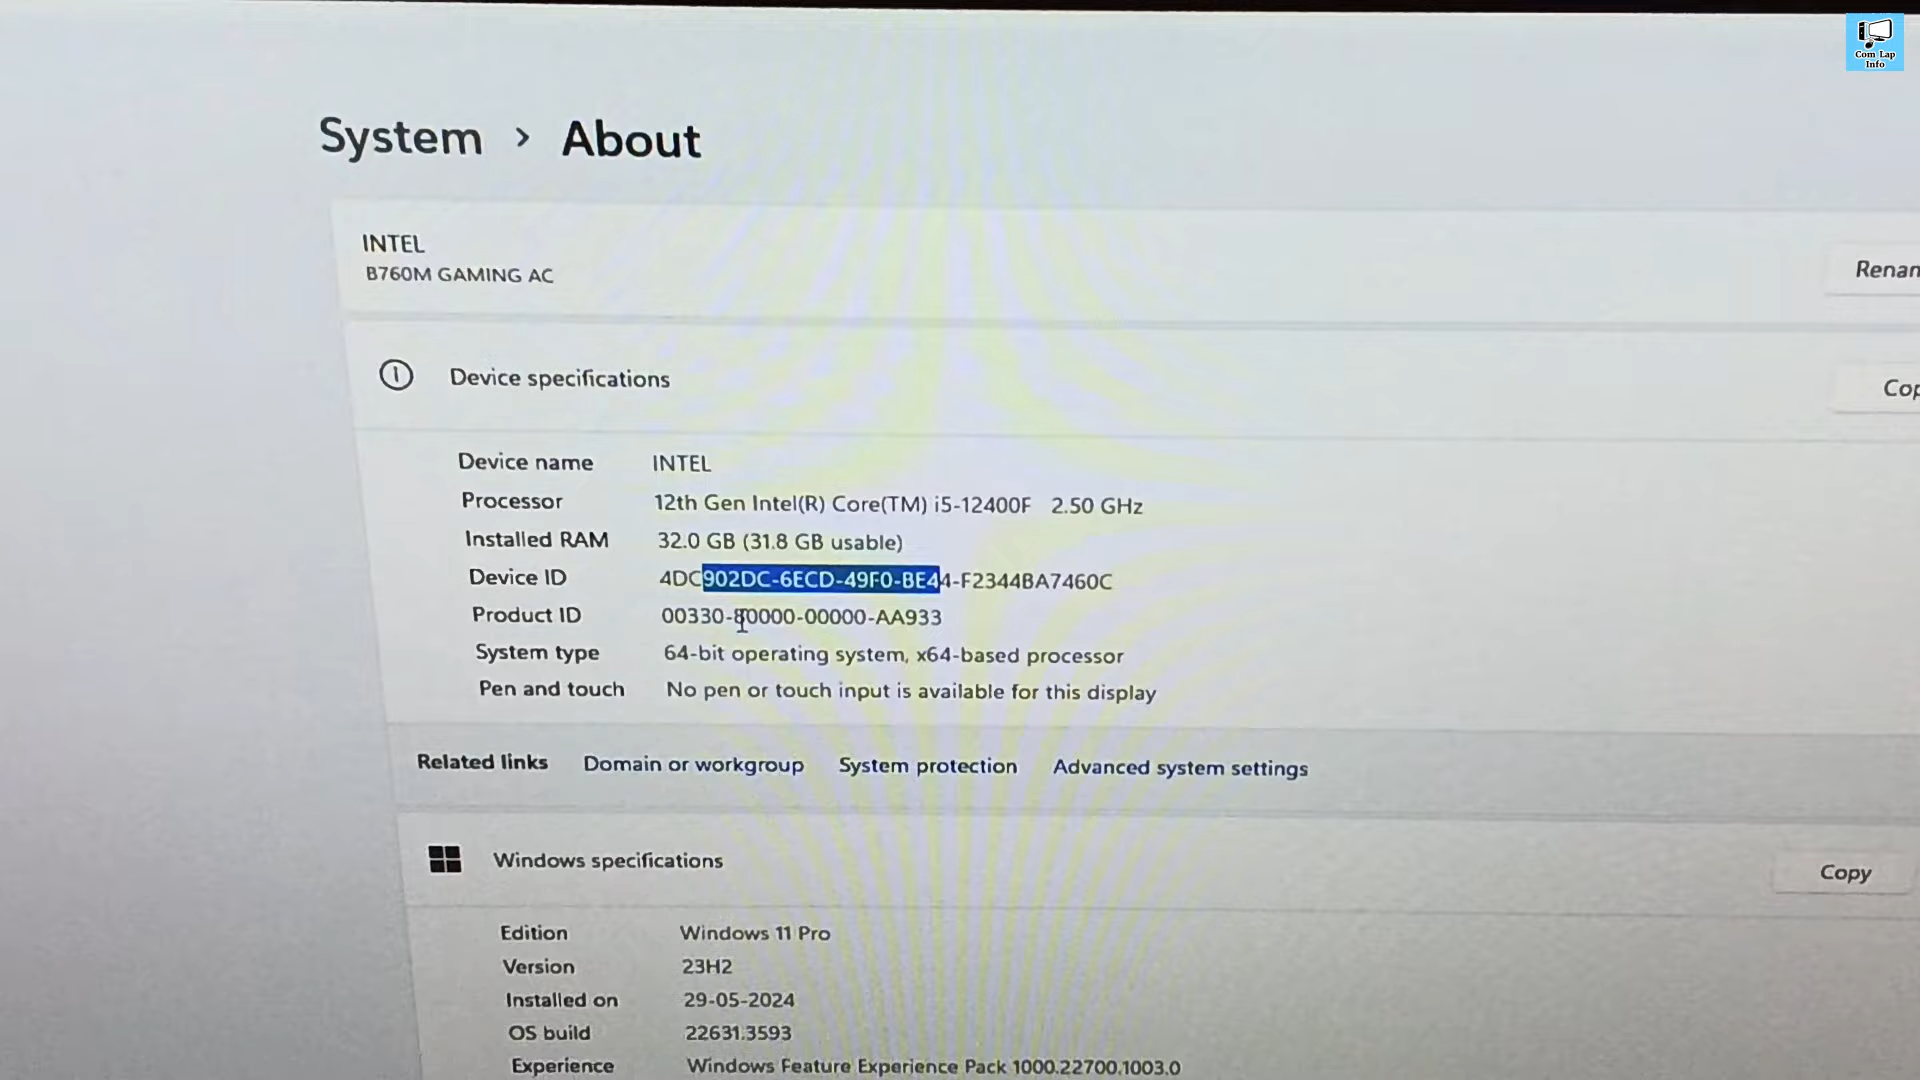 Com Lap
Info
System > About
INTEL
B760M GAMING AC
Renam
Device specifications
Cop
Device name INTEL
Processor 12th Gen Intel(R) Core(TM) i5-12400F 2.50 GHz
Installed RAM 32.0 GB (31.8 GB usable)
Device ID 4DC902DC-6ECD-49F0-BE44-F2344BA7460C
Product ID 00330-80000-00000-AA933
System type 64-bit operating system, x64-based processor
Pen and touch No pen or touch input is available for this display
Related links Domain or workgroup System protection Advanced system settings
Windows specifications
Copy
Edition Windows 11 Pro
Version 23H2
Installed on 29-05-2024
OS build 22631.3593
Experience Windows Feature Experience Pack 1000.22700.1003.0